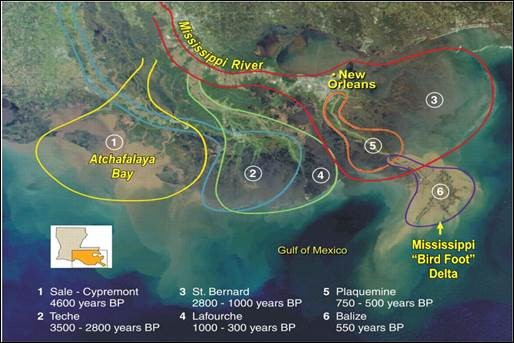 Mississippi River
New
Orleans
3
1
Atchafalaya
Bay
5
2
4
6
Gulf of Mexico
Mississippi
"Bird Foot"
Delta
1 Sale - Cypremont
4600 years BP
2 Teche
3500 - 2800 years BP
3 St. Bernard
2800 - 1000 years BP
4 Lafourche
1000 - 300 years BP
5 Plaquemine
750 - 500 years BP
6 Balize
550 years BP